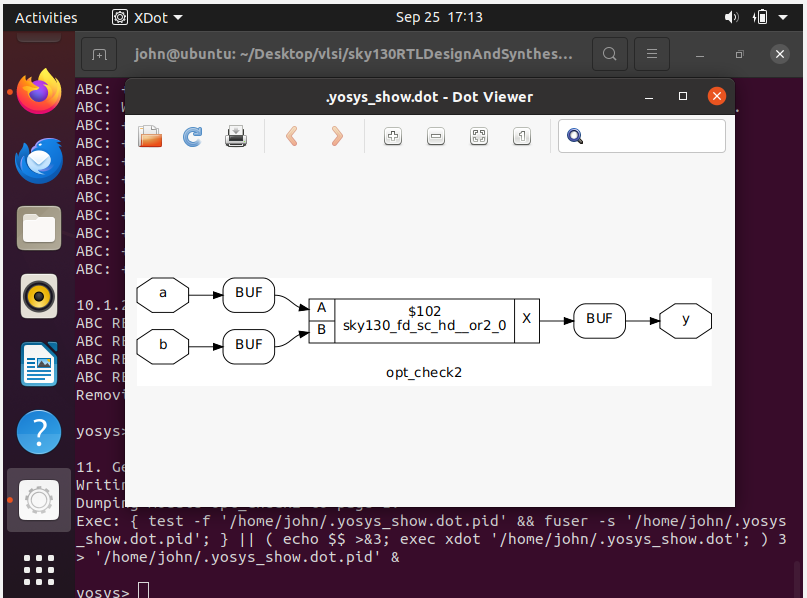 Activities
XDot
Sep 25 17:13
john@ubuntu: ~/Desktop/vlsi/sky130RTLDesignAndSynthes...
.yosys_show.dot - Dot Viewer
ABC: +
ABC: W
ABC: +
ABC: +
ABC: +
ABC: +
ABC: +
ABC: +
ABC: +
ABC: +
ABC: +
a
BUF
A
$102
sky130_fd_sc_hd__or2_0
X
BUF
y
b
BUF
B
opt_check2
10.1.2
ABC RE
ABC RE
ABC RE
ABC RE
Removi
yosys>
11. Ge
Writin
Dumping
Exec: { test -f '/home/john/.yosys_show.dot.pid' && fuser -s '/home/john/.yosys
_show.dot.pid'; } || ( echo $$ >&3; exec xdot '/home/john/.yosys_show.dot'; ) 3
> '/home/john/.yosys_show.dot.pid' &
yosys>